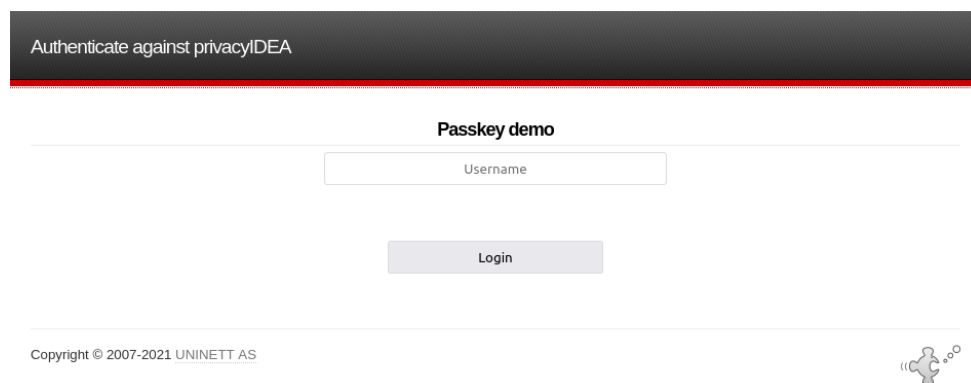 Authenticate against privacyIDEA
Passkey demo
Username
Login
Copyright © 2007-2021 UNINETT AS